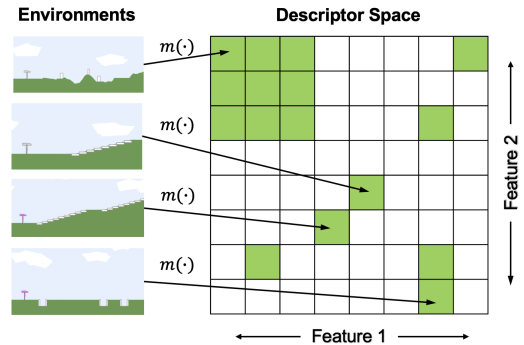 Environments
Descriptor Space
m(·)
m(·)
m(·)
m(·)
Feature 2
Feature 1